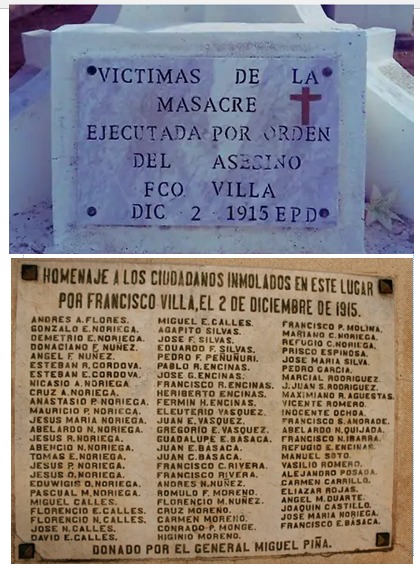 VICTIMAS DE LA
MASACRE
EJECUTADA POR ORDEN
DEL ASESINO
FCO VILLA
DIC 2 1915 EPD
HOMENAJE A LOS CIUDADANOS INMOLADOS EN ESTE LUGAR
POR FRANCISCO VILLA, EL 2 DE DICIEMBRE DE 1915.
ANDRES A. FLORES.
GONZALO E. NORIEGA.
DEMETRIO E. NORIEGA.
DONACIANO F. NUÑEZ.
ANGEL F. NUÑEZ.
ESTEBAN R. CORDOVA.
ESTEBAN E. CORDOVA.
NICASIO A. NORIEGA.
CRUZ A. NORIEGA.
ANASTASIO P. NORIEGA.
MAURICIO P. NORIEGA.
JESUS MARIA NORIEGA.
ABELARDO N. NORIEGA.
JESUS R. NORIEGA.
ABENCIO N. NORIEGA.
TOMAS E. NORIEGA.
JESUS P. NORIEGA.
JESUS O. NORIEGA.
EDUWIGIS O. NORIEGA.
PASCUAL M. NORIEGA.
MIGUEL CALLES.
FLORENCIO E. CALLES.
FLORENCIO N. CALLES.
JOSE N. CALLES.
DAVID E. CALLES.
MIGUEL E. CALLES.
AGAPITO SILVAS.
JOSE F. SILVAS.
EDUARDO F. SILVAS.
PEDRO F. PEÑUÑURI.
PABLO R. ENCINAS.
JOSE G. ENCINAS.
FRANCISCO R. ENCINAS.
HERIBERTO ENCINAS.
FERMIN H. ENCINAS.
ELEUTERIO VASQUEZ.
JUAN E. VASQUEZ.
GREGORIO E. VASQUEZ.
GUADALUPE E. BASACA.
JUAN E. BASACA.
JUAN C. BASACA.
FRANCISCO C. RIVERA.
FRANCISCO RIVERA.
ANDRES N. NUÑEZ.
ROMULO F. MORENO.
FLORENCIO M. NUÑEZ.
CRUZ MORENO.
CARMEN MORENO.
CONRADO P. MONGE.
HIGINIO MORENO.
FRANCISCO P. MOLINA.
MARIANO C. NORIEGA.
REFUGIO C. NORIEGA.
PRISCO ESPINOSA.
JOSE MARIA SILVA.
PEDRO GARCIA.
MARCIAL RODRIGUEZ.
J. JUAN S. RODRIGUEZ.
MAXIMIANO R. AGUESTAS.
VICENTE ROMERO.
INOCENTE OCHOA.
FRANCISCO S. ANDRADE.
ABELARDO N. QUIJADA.
FRANCISCO N. IBARRA.
REFUGIO E. ENCINAS.
MANUEL SOTO.
VASILIO ROMERO.
ALEJANDRO POSADA.
CARMEN CARRILLO.
ELIAZAR ROJAS.
ANGEL M. DUARTE.
JOAQUIN CASTILLO.
JOSE MARIA NORIEGA.
FRANCISCO E. BASACA.
DONADO POR EL GENERAL MIGUEL PIÑA.